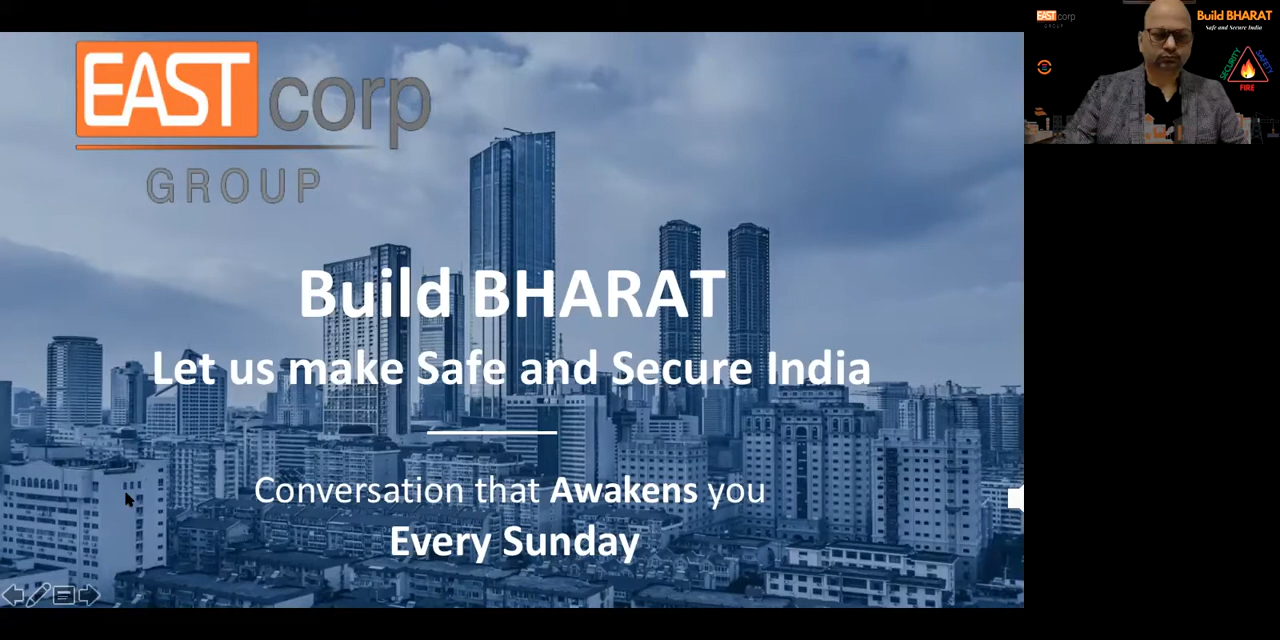 EAST corp
GROUP
Build BHARAT
Let us make Safe and Secure India
Conversation that Awakens you
Every Sunday
EAST corp
GROUP
Build BHARAT
Safe and Secure India
SECURITY
SAFETY
FIRE